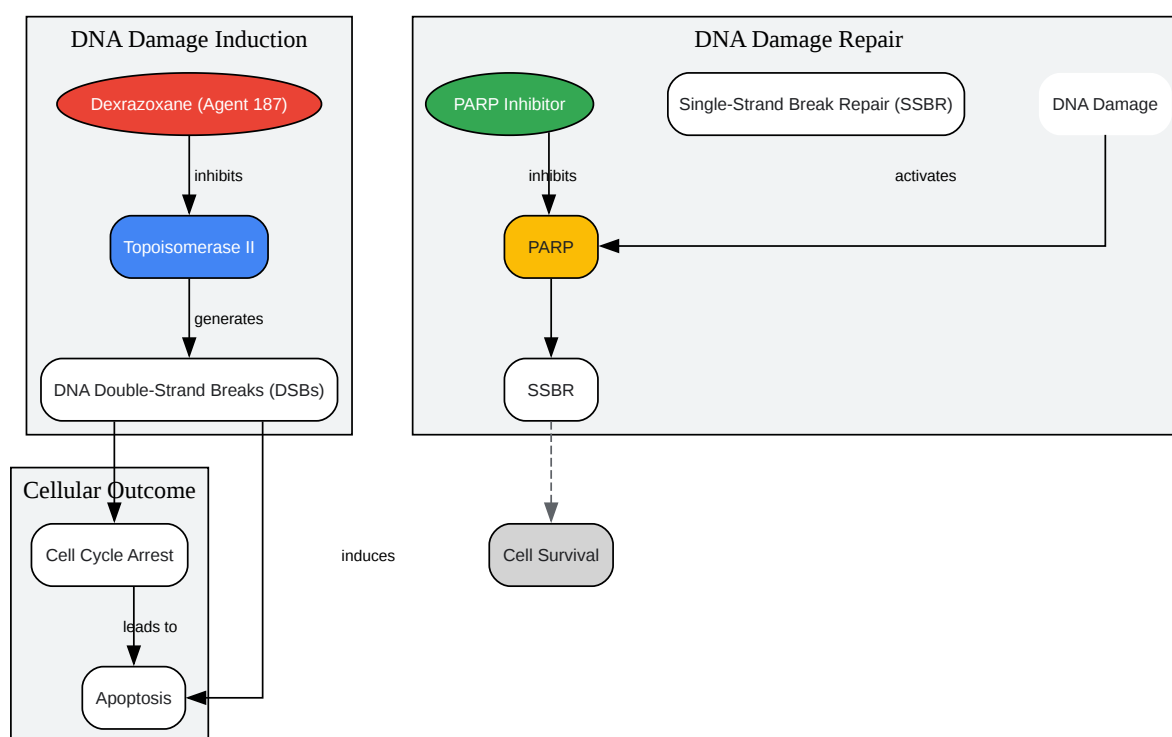 DNA Damage Induction
Dexrazoxane (Agent 187)
inhibits
Topoisomerase II
generates
DNA Double-Strand Breaks (DSBs)
DNA Damage Repair
PARP Inhibitor
Single-Strand Break Repair (SSBR)
DNA Damage
inhibits
activates
PARP
SSBR
Cellular Outcome
Cell Cycle Arrest
induces
Cell Survival
leads to
Apoptosis